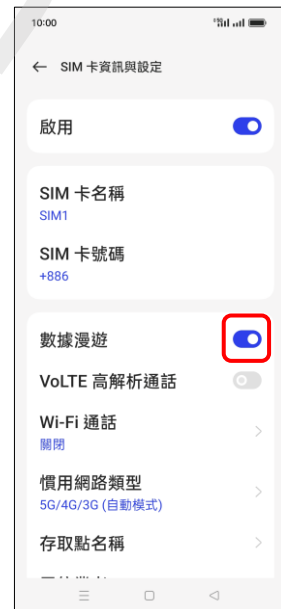 10:00
SIM 卡資訊與設定
啟用
SIM 卡名稱
SIM1
SIM 卡號碼
+886
數據漫遊
VoLTE 高解析通話
Wi-Fi 通話
關閉
慣用網路類型
5G/4G/3G (自動模式)
存取點名稱